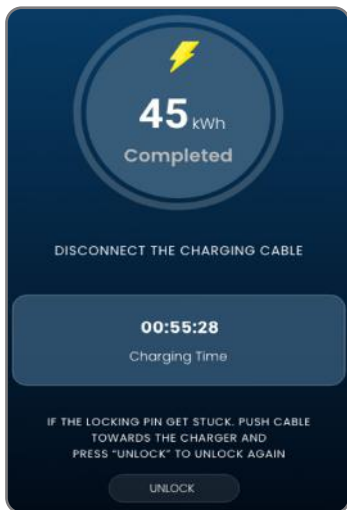 45 kWh
Completed
DISCONNECT THE CHARGING CABLE
00:55:28
Charging Time
IF THE LOCKING PIN GET STUCK. PUSH CABLE
TOWARDS THE CHARGER AND
PRESS “UNLOCK” TO UNLOCK AGAIN
UNLOCK